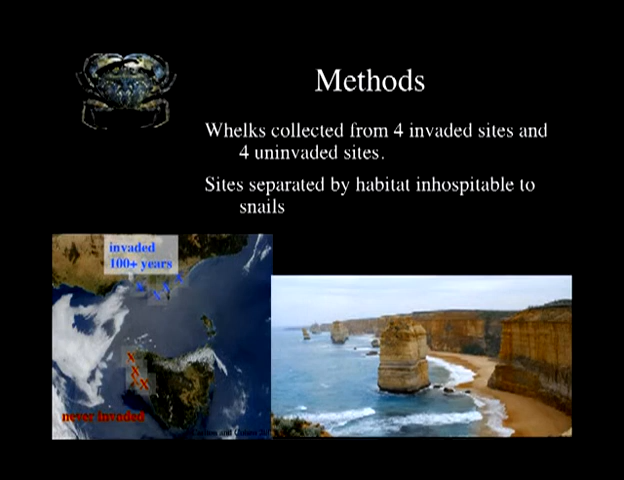 Methods
Whelks collected from 4 invaded sites and
4 uninvaded sites.
Sites separated by habitat inhospitable to
snails
invaded
100+ years
X X X X
X
X
X
never invaded